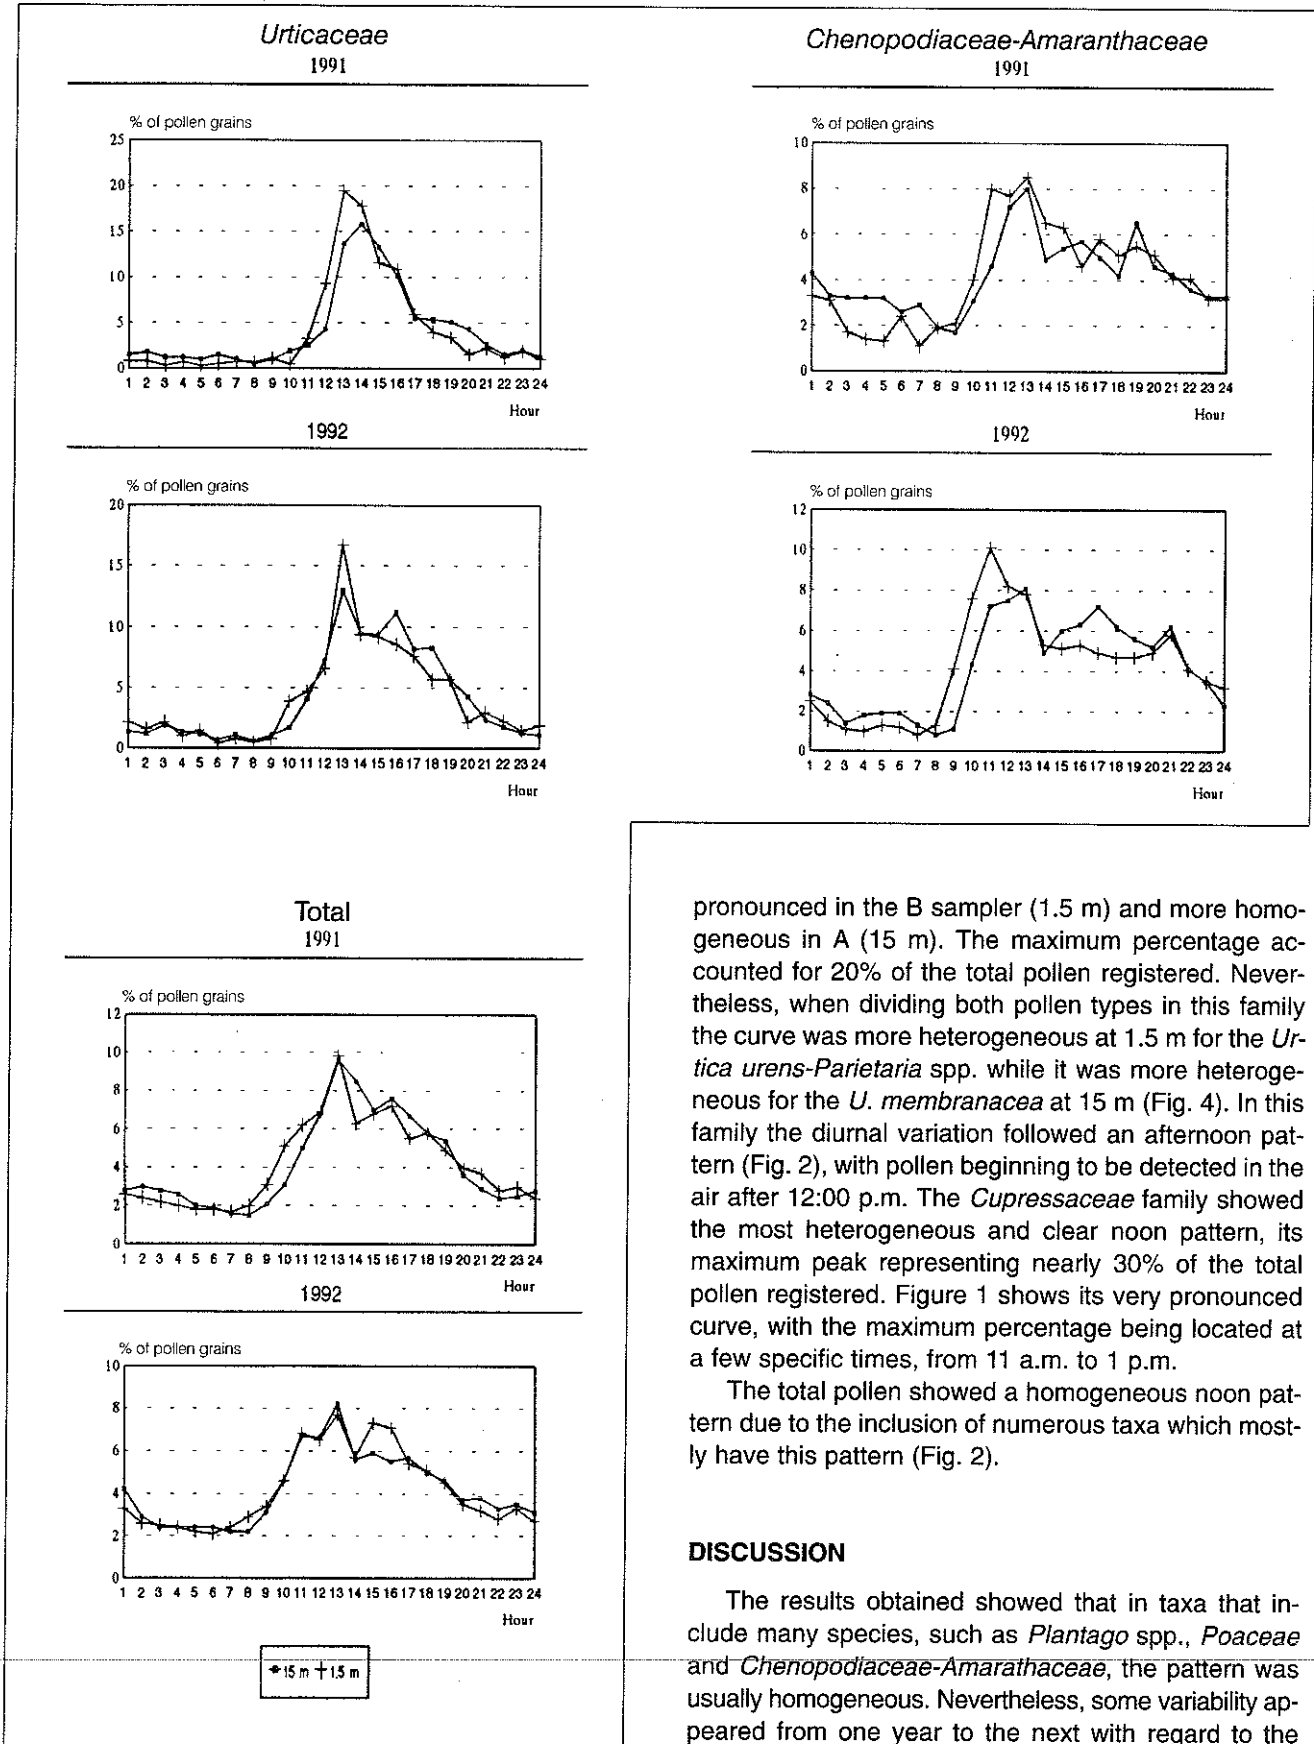 Urticaceae
1991
% of pollen grains
25
20
15
10
5
0
1 2 3 4 5 6 7 8 9 10 11 12 13 14 15 16 17 18 19 20 21 22 23 24
Hour
1992
% of pollen grains
20
15
10
5
0
1 2 3 4 5 6 7 8 9 10 11 12 13 14 15 16 17 18 19 20 21 22 23 24
Hour
Chenopodiaceae-Amaranthaceae
1991
% of pollen grains
10
8
6
4
2
0
1 2 3 4 5 6 7 8 9 10 11 12 13 14 15 16 17 18 19 20 21 22 23 24
Hour
1992
% of pollen grains
12
10
8
6
4
2
0
1 2 3 4 5 6 7 8 9 10 11 12 13 14 15 16 17 18 19 20 21 22 23 24
Hour
Total
1991
% of pollen grains
12
10
8
6
4
2
0
1 2 3 4 5 6 7 8 9 10 11 12 13 14 15 16 17 18 19 20 21 22 23 24
Hour
1992
% of pollen grains
10
8
6
4
2
0
1 2 3 4 5 6 7 8 9 10 11 12 13 14 15 16 17 18 19 20 21 22 23 24
Hour
15 m 1.5 m
pronounced in the B sampler (1.5 m) and more homo-
geneous in A (15 m). The maximum percentage ac-
counted for 20% of the total pollen registered. Never-
theless, when dividing both pollen types in this family
the curve was more heterogeneous at 1.5 m for the Ur-
tica urens-Parietaria spp. while it was more heteroge-
neous for the U. membranacea at 15 m (Fig. 4). In this
family the diurnal variation followed an afternoon pat-
tern (Fig. 2), with pollen beginning to be detected in the
air after 12:00 p.m. The Cupressaceae family showed
the most heterogeneous and clear noon pattern, its
maximum peak representing nearly 30% of the total
pollen registered. Figure 1 shows its very pronounced
curve, with the maximum percentage being located at
a few specific times, from 11 a.m. to 1 p.m.
The total pollen showed a homogeneous noon pat-
tern due to the inclusion of numerous taxa which most-
ly have this pattern (Fig. 2).
DISCUSSION
The results obtained showed that in taxa that in-
clude many species, such as Plantago spp., Poaceae
and Chenopodiaceae-Amarathaceae, the pattern was
usually homogeneous. Nevertheless, some variability ap-
peared from one year to the next with regard to the